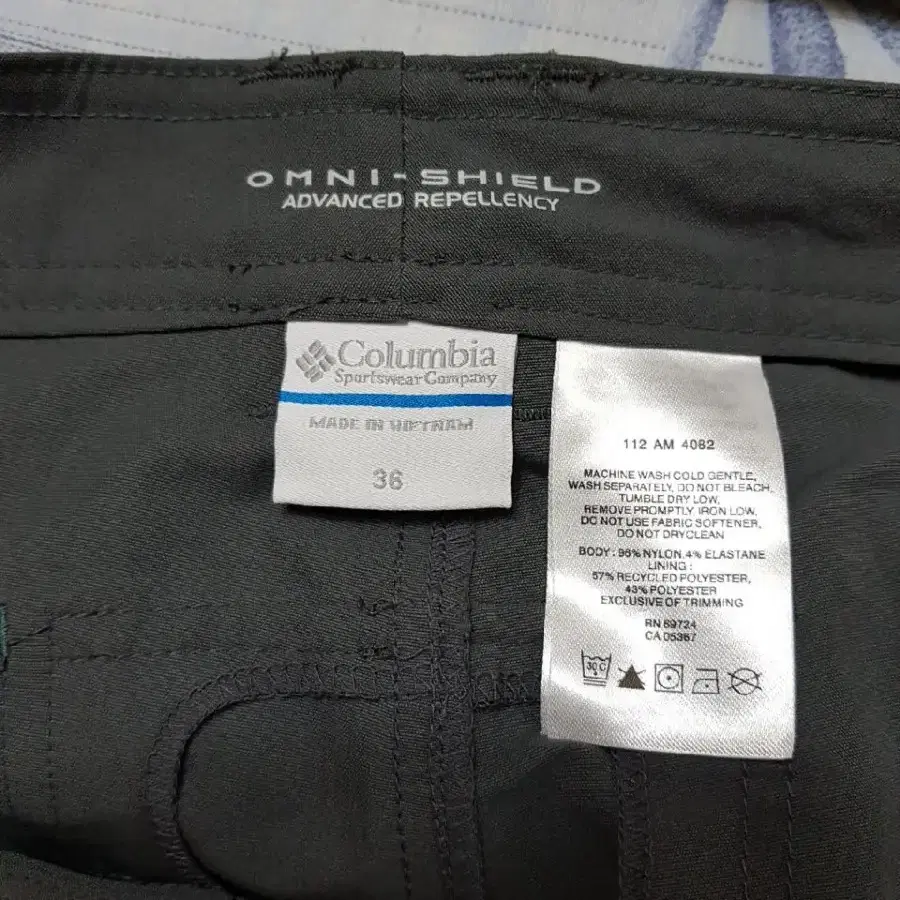 OMNI-SHIELD
ADVANCED REPELLENCY
Columbia
Sportswear Company
MADE IN VIETNAM
36
112 AM 4082
MACHINE WASH COLD GENTLE,
WASH SEPARATELY, DO NOT BLEACH,
TUMBLE DRY LOW,
REMOVE PROMPTLY, IRON LOW,
DO NOT USE FABRIC SOFTENER,
DO NOT DRYCLEAN
BODY : 96% NYLON, 4% ELASTANE
LINING :
57% RECYCLED POLYESTER,
43% POLYESTER
EXCLUSIVE OF TRIMMING
RN 69724
CA 05367
30 C